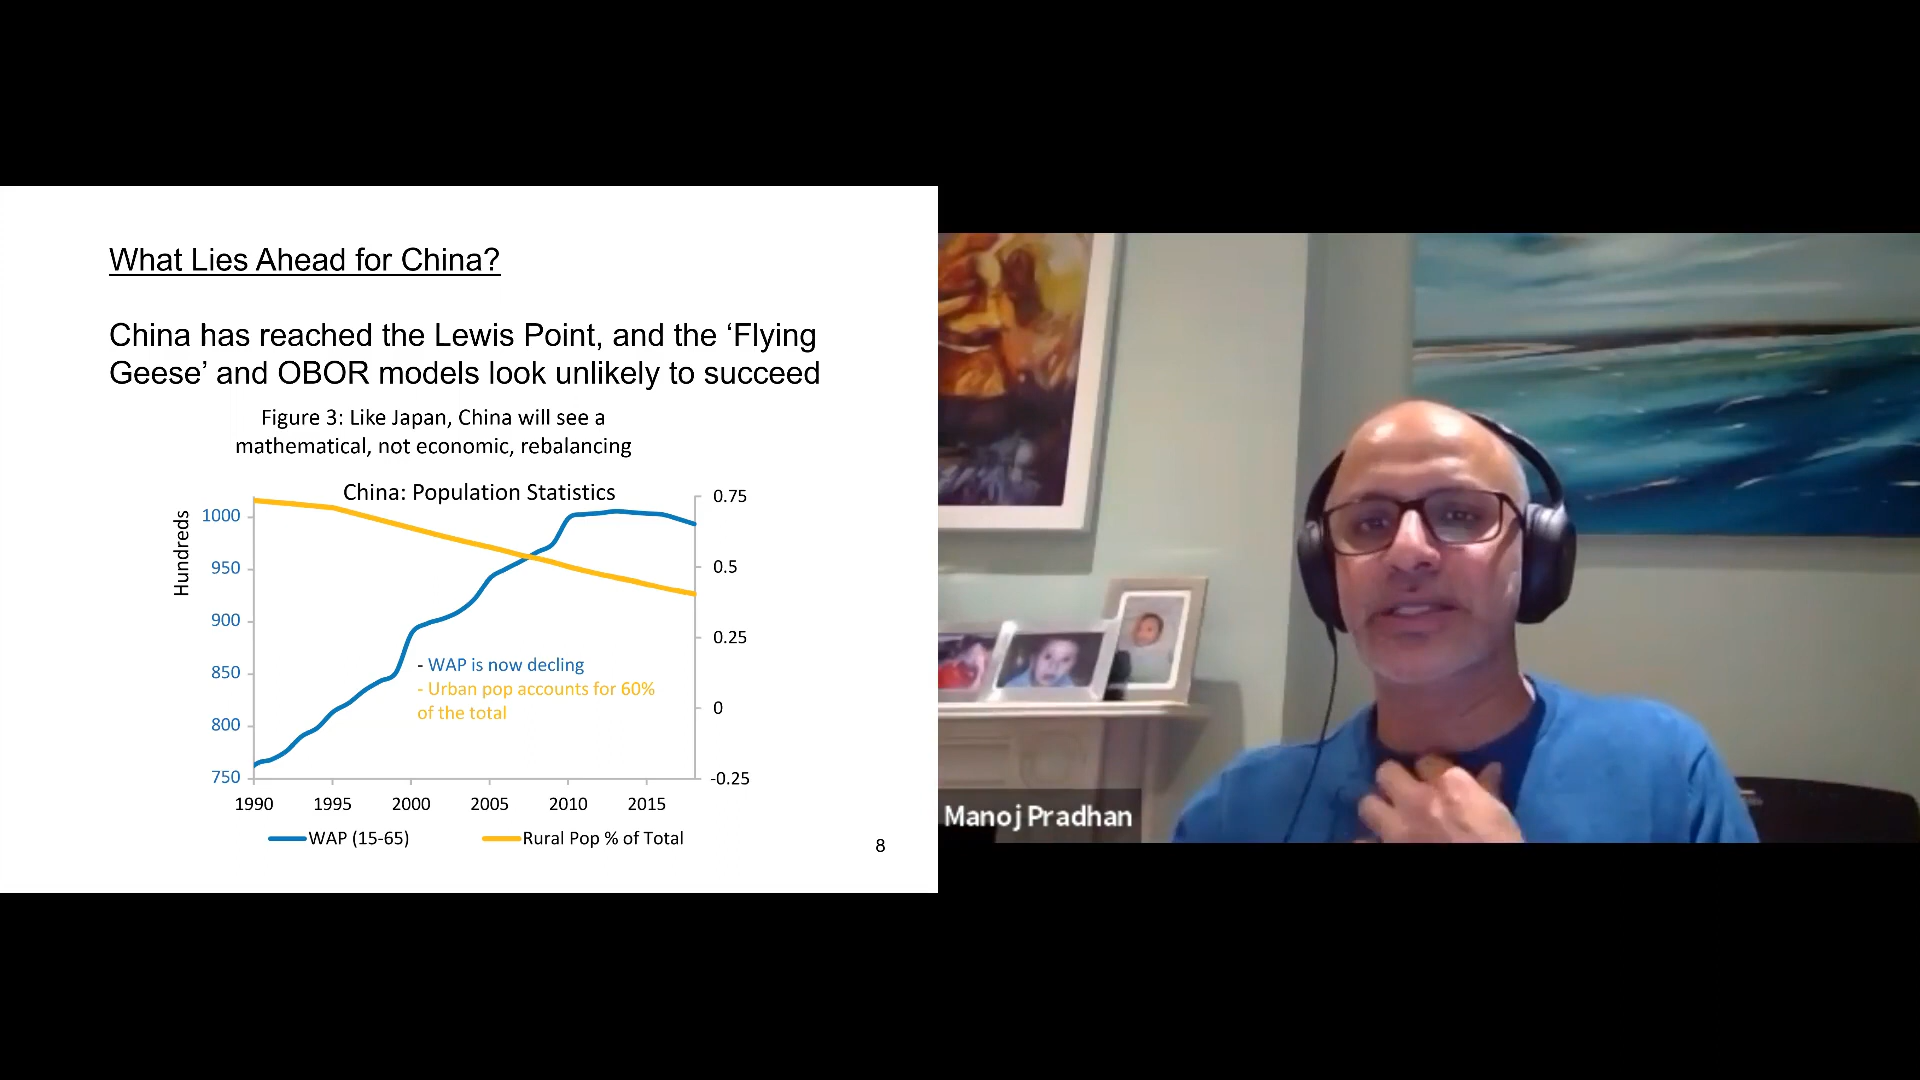 What Lies Ahead for China?
China has reached the Lewis Point, and the ‘Flying
Geese’ and OBOR models look unlikely to succeed
Figure 3: Like Japan, China will see a
mathematical, not economic, rebalancing
China: Population Statistics
Hundreds
1000
950
900
850
800
750
0.75
0.5
0.25
0
-0.25
- WAP is now decling
- Urban pop accounts for 60%
of the total
1990 1995 2000 2005 2010 2015
WAP (15-65) Rural Pop % of Total
8
Manoj Pradhan